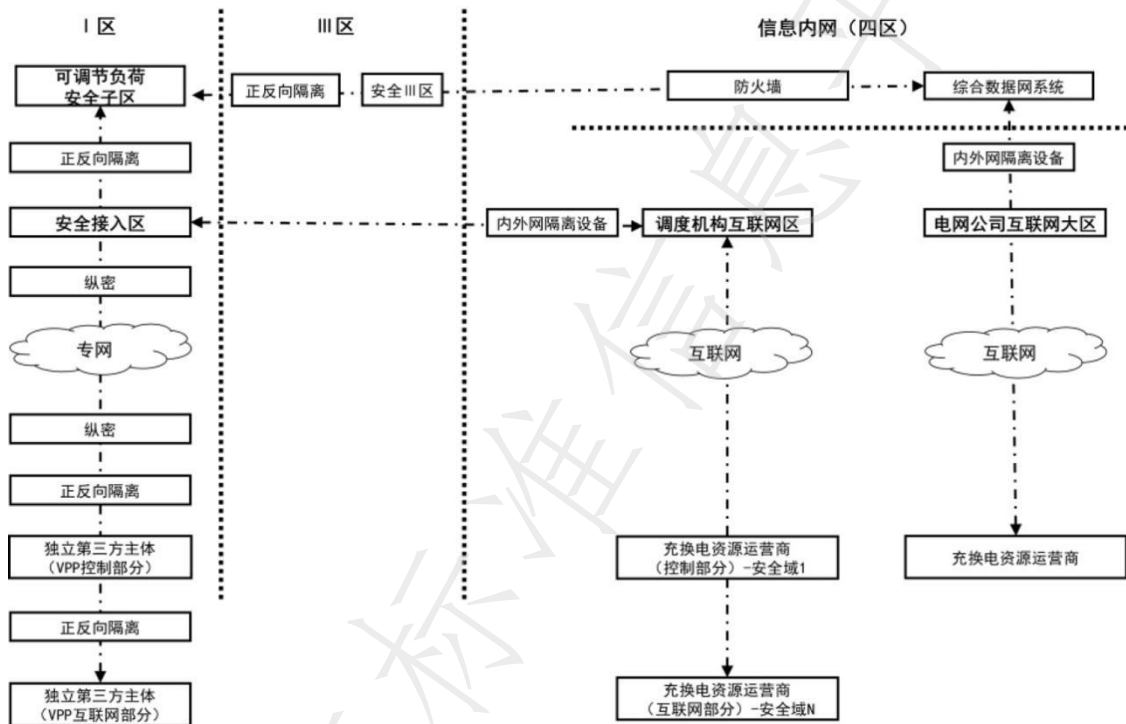 Ⅰ区
Ⅲ区
信息内网（四区）
可调节负荷
安全子区
正反向隔离
安全Ⅲ区
防火墙
综合数据网系统
正反向隔离
内外网隔离设备
安全接入区
内外网隔离设备
调度机构互联网区
电网公司互联网大区
纵密
专网
互联网
互联网
纵密
正反向隔离
独立第三方主体
（VPP控制部分）
充换电资源运营商
（控制部分）-安全域1
充换电资源运营商
正反向隔离
独立第三方主体
（VPP互联网部分）
充换电资源运营商
（互联网部分）-安全域N
标准信息